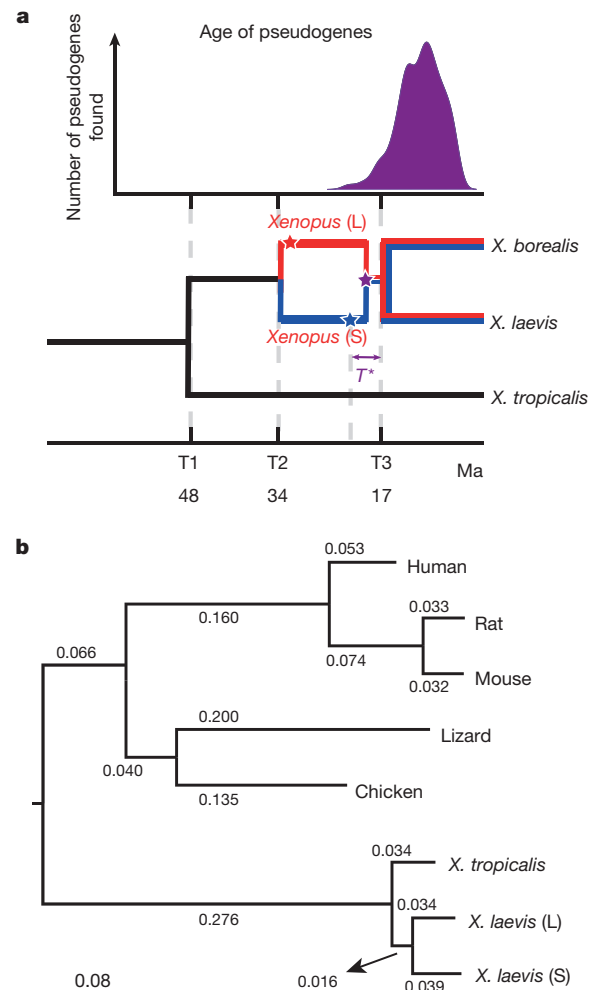 a
Age of pseudogenes
Number of pseudogenes
found
Xenopus (L)
X. borealis
X. laevis
Xenopus (S)
T*
X. tropicalis
T1 T2 T3 Ma
48 34 17
b
0.053
Human
0.160
0.033
Rat
0.066
0.074
Mouse
0.032
0.200
Lizard
0.040
0.135
Chicken
0.034
X. tropicalis
0.034
0.276
X. laevis (L)
0.08
0.016
X. laevis (S)
0.039